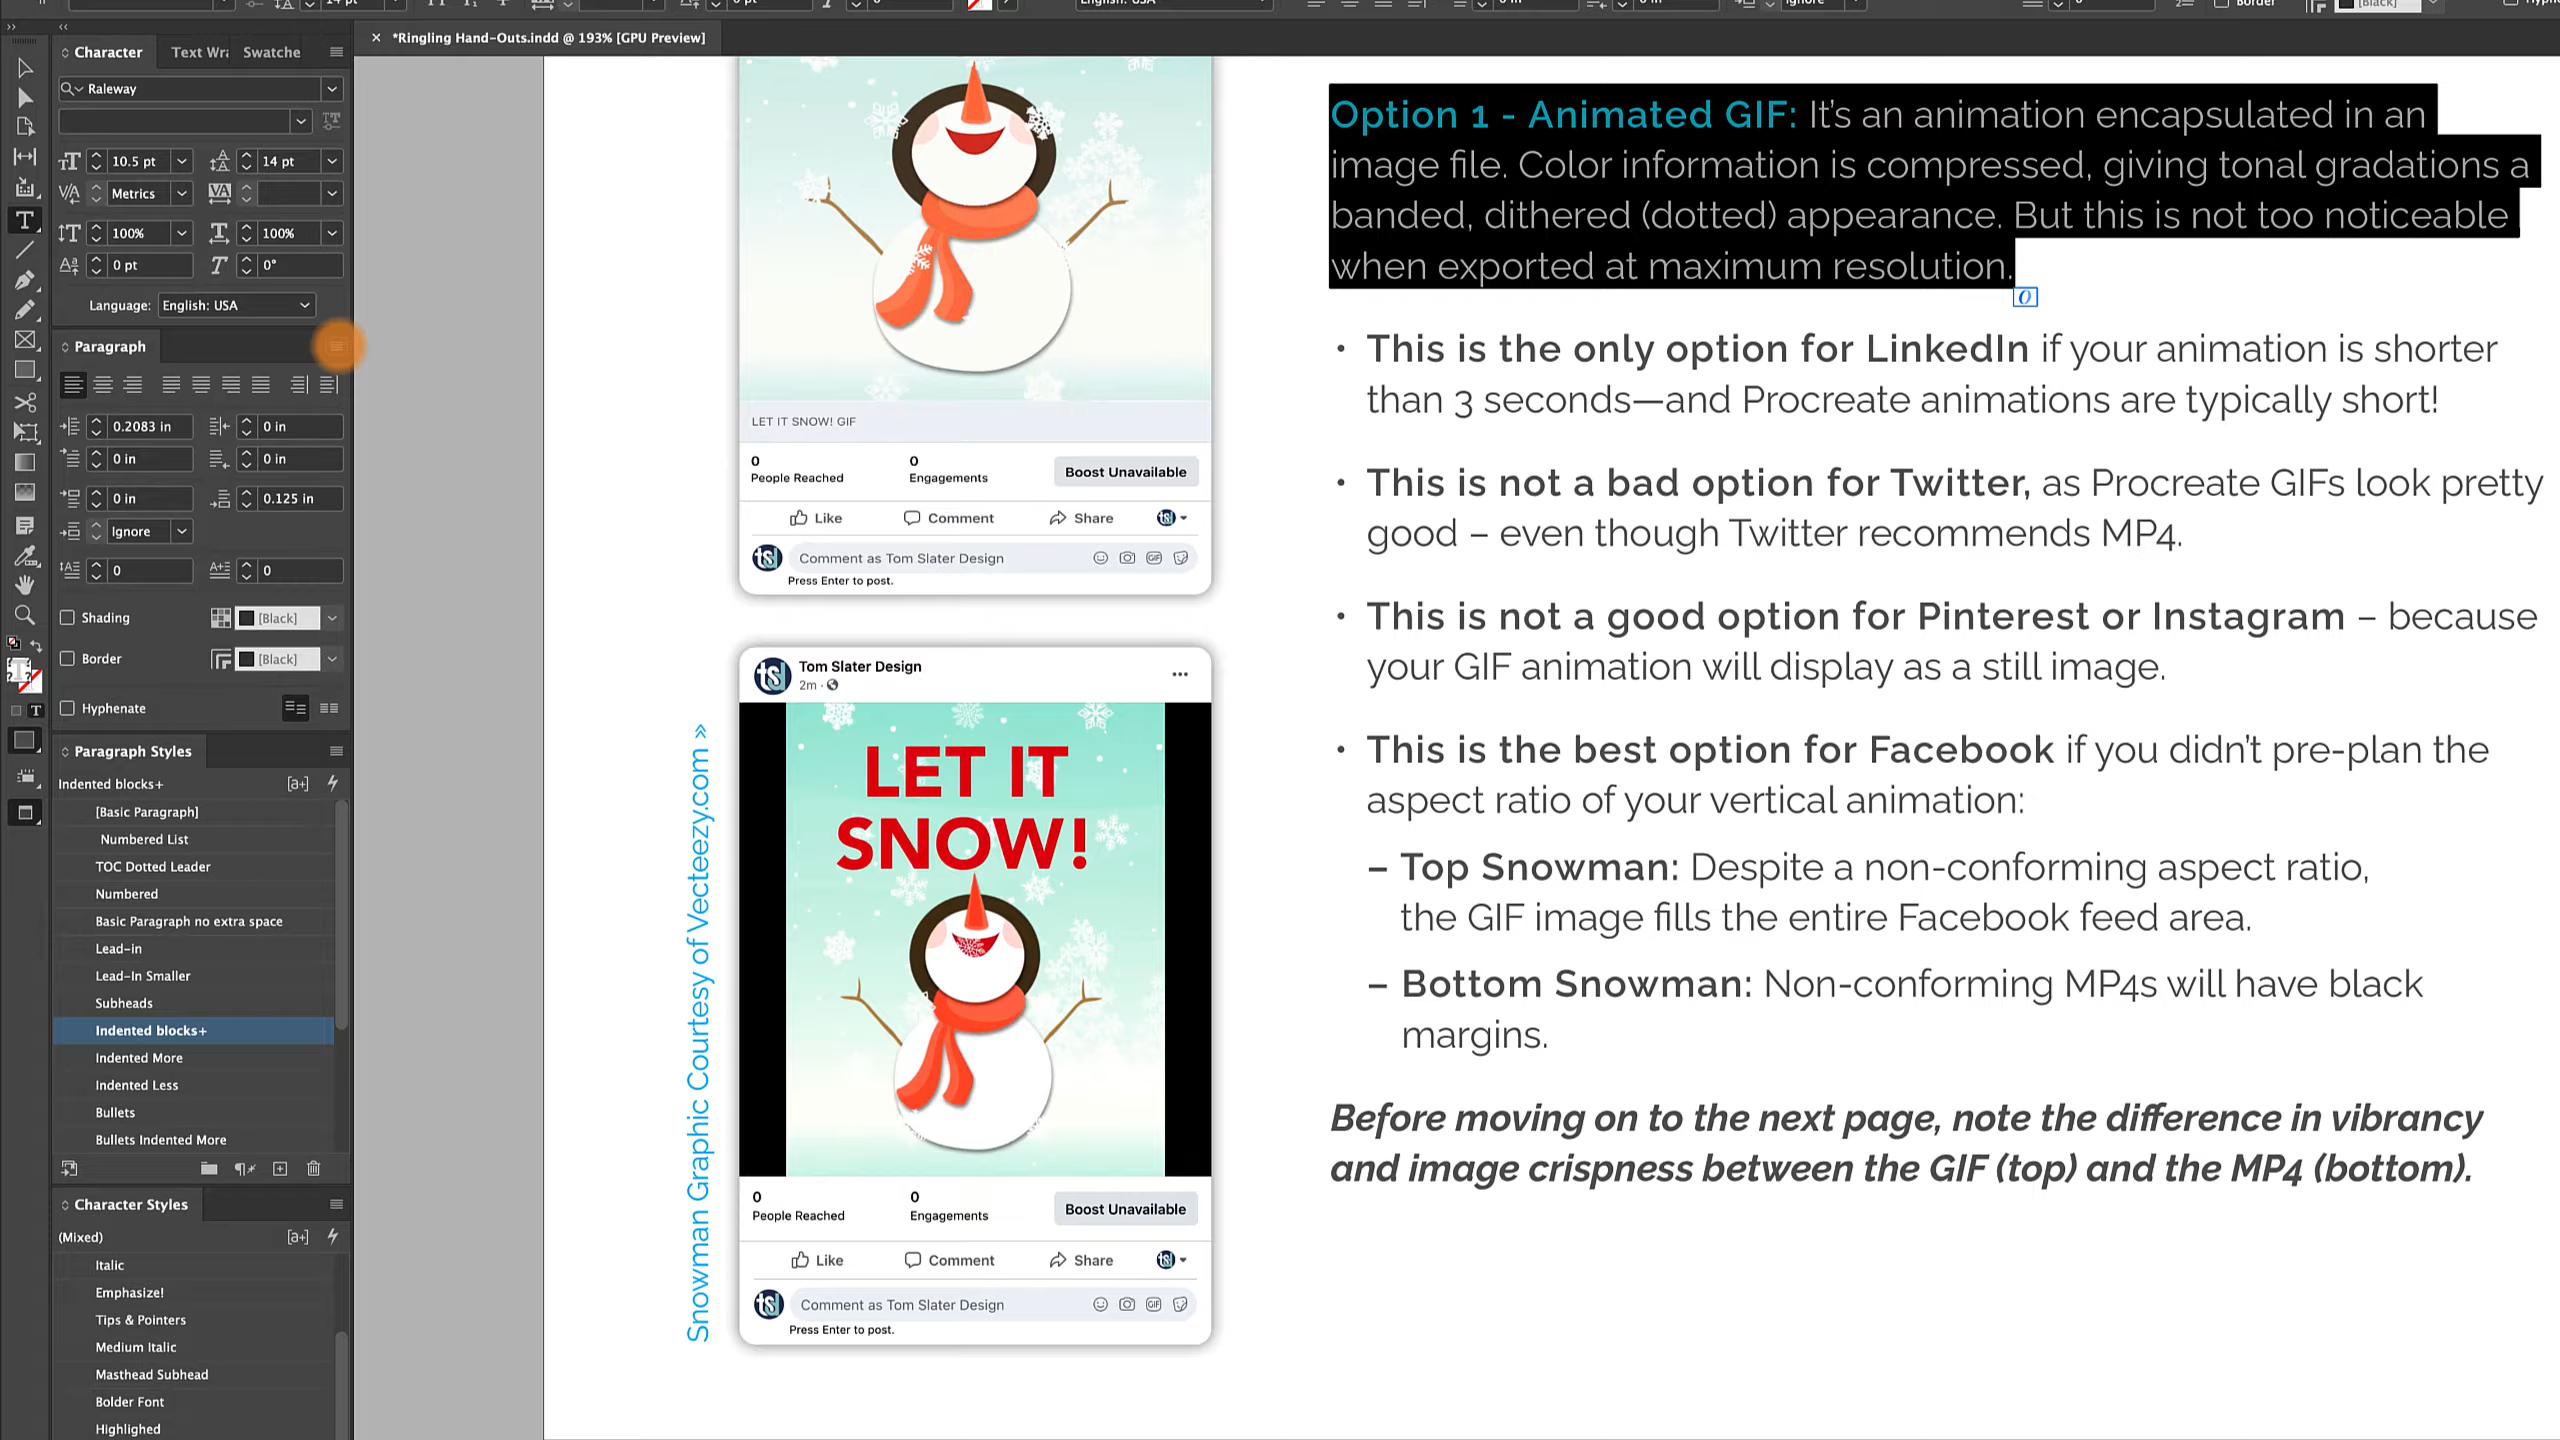 *Ringling Hand-Outs.indd @ 193% [GPU Preview]
Character
Text Wra
Swatche
Raleway
10.5 pt
14 pt
Metrics
100%
100%
0 pt
0°
Language: English: USA
Paragraph
0.2083 in
0 in
0 in
0 in
0 in
0.125 in
Ignore
0
0
Shading
[Black]
Border
[Black]
Hyphenate
Paragraph Styles
Indented blocks+
[Basic Paragraph]
Numbered List
TOC Dotted Leader
Numbered
Basic Paragraph no extra space
Lead-in
Lead-In Smaller
Subheads
Indented blocks+
Indented More
Indented Less
Bullets
Bullets Indented More
Character Styles
(Mixed)
Italic
Emphasize!
Tips & Pointers
Medium Italic
Masthead Subhead
Bolder Font
Highlighed
LET IT SNOW! GIF
0
People Reached
0
Engagements
Boost Unavailable
Like
Comment
Share
Comment as Tom Slater Design
Press Enter to post.
Snowman Graphic Courtesy of Vecteezy.com »
Tom Slater Design
2m
LET IT
SNOW!
0
People Reached
0
Engagements
Boost Unavailable
Like
Comment
Share
Comment as Tom Slater Design
Press Enter to post.
Option 1 - Animated GIF: It's an animation encapsulated in an
image file. Color information is compressed, giving tonal gradations a
banded, dithered (dotted) appearance. But this is not too noticeable
when exported at maximum resolution.
• This is the only option for LinkedIn if your animation is shorter
than 3 seconds—and Procreate animations are typically short!
• This is not a bad option for Twitter, as Procreate GIFs look pretty
good – even though Twitter recommends MP4.
• This is not a good option for Pinterest or Instagram – because
your GIF animation will display as a still image.
• This is the best option for Facebook if you didn't pre-plan the
aspect ratio of your vertical animation:
– Top Snowman: Despite a non-conforming aspect ratio,
the GIF image fills the entire Facebook feed area.
– Bottom Snowman: Non-conforming MP4s will have black
margins.
Before moving on to the next page, note the difference in vibrancy
and image crispness between the GIF (top) and the MP4 (bottom).